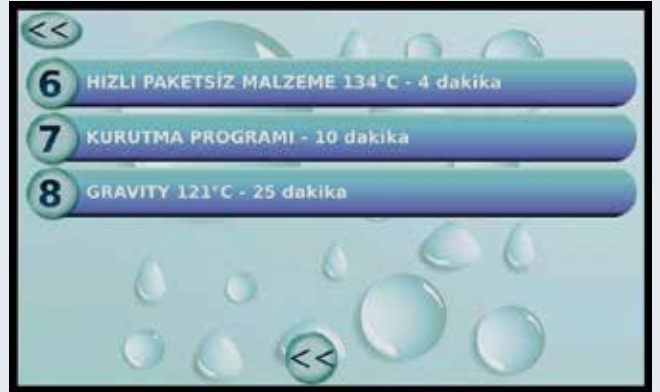 <<
6 HIZLI PAKETSİZ MALZEME 134°C - 4 dakika
7 KURUTMA PROGRAMI - 10 dakika
8 GRAVITY 121°C - 25 dakika
<<